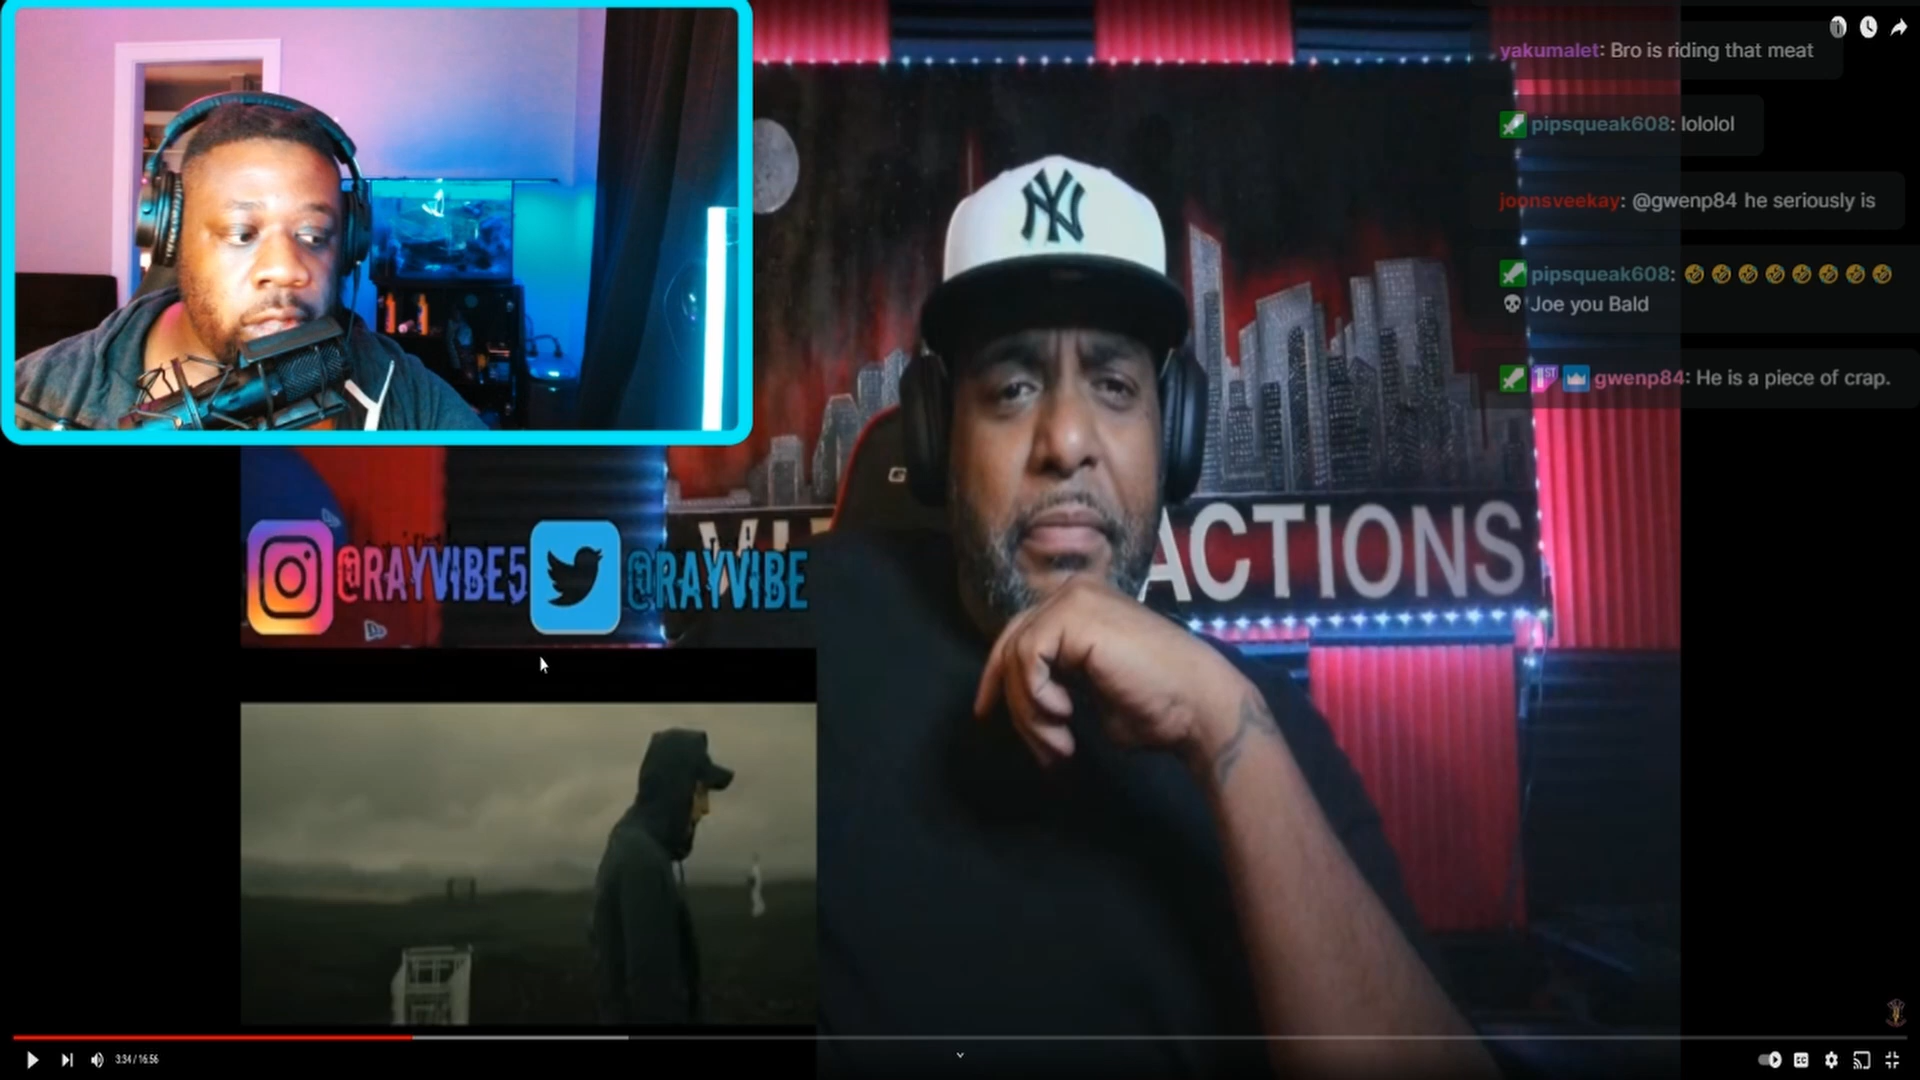 yakumalet: Bro is riding that meat
pipsqueak608: lololol
joonsveekay: @gwenp84 he seriously is
pipsqueak608: 🤣🤣🤣🤣🤣🤣🤣🤣
💀 Joe you Bald
gwenp84: He is a piece of crap.
NY
G
ACTIONS
@RAYVIBE5
@RAYVIBE
3:34 / 16:56
CC